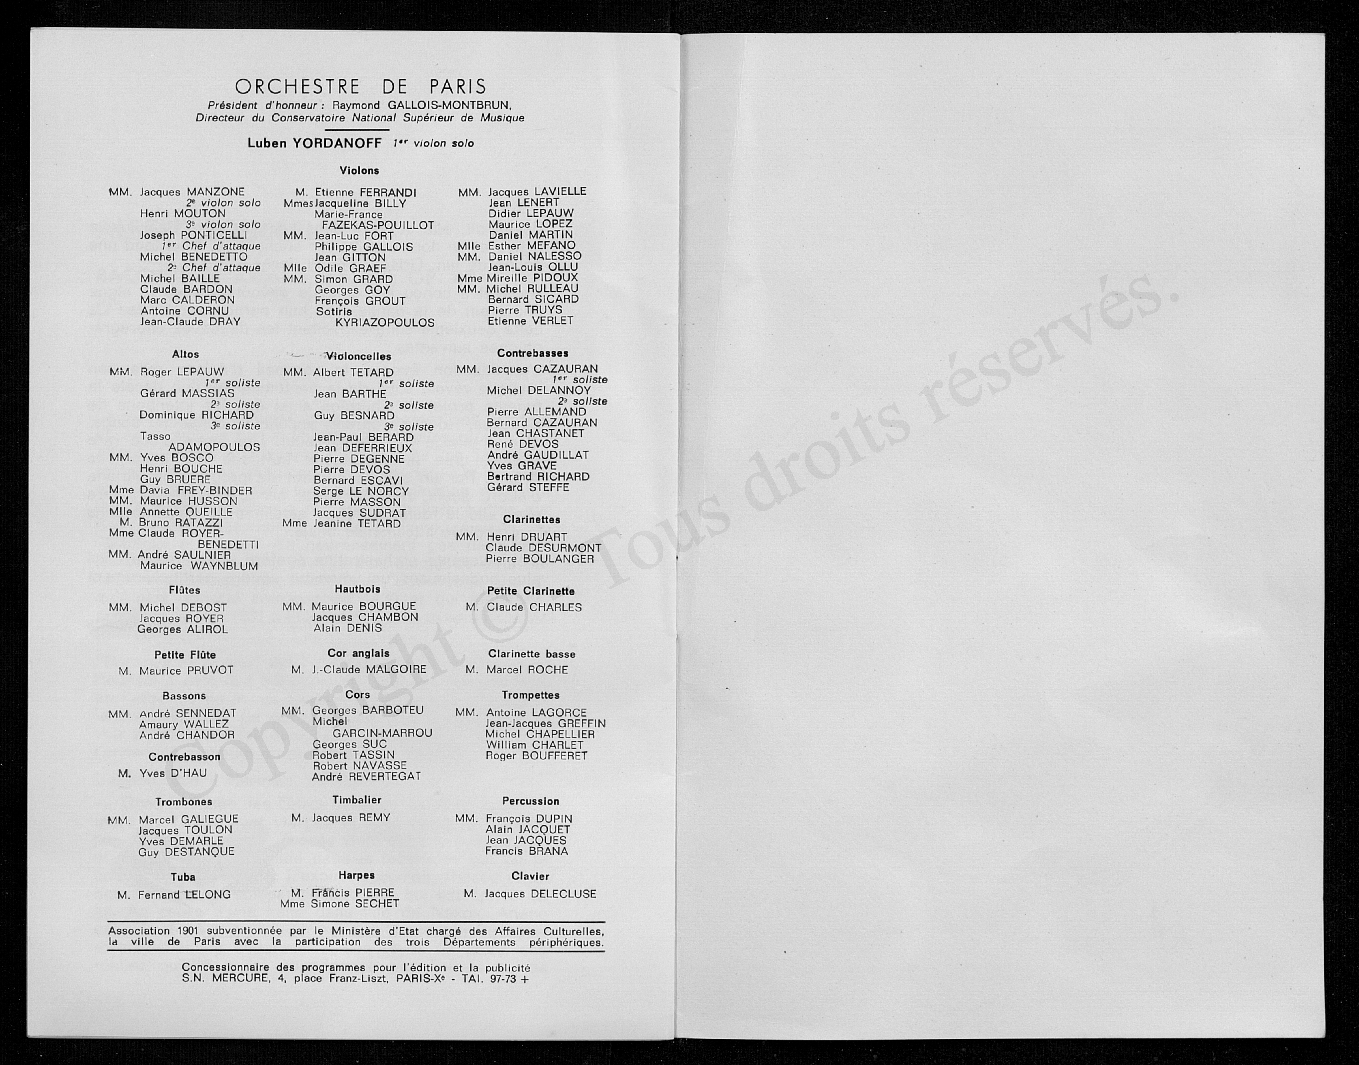 ORCHESTRE DE PARIS
Président d'honneur : Raymond GALLOIS-MONTBRUN,
Directeur du Conservatoire National Supérieur de Musique
Luben YORDANOFF 1er violon solo
Violons
MM. Jacques MANZONE
2e violon solo
Henri MOUTON
3e violon solo
Joseph PONTICELLI
1er Chef d'attaque
Michel BENEDETTO
2e Chef d'attaque
Michel BAILLE
Claude BARDON
Marc CALDERON
Antoine CORNU
Jean-Claude DRAY
M. Etienne FERRANDI
Mmes Jacqueline BILLY
Marie-France
FAZEKAS-POUILLOT
MM. Jean-Luc FORT
Philippe GALLOIS
Jean GITTON
Mlle Odile GRAEF
MM. Simon GRARD
Georges GOY
François GROUT
Sotiris
KYRIAZOPOULOS
MM. Jacques LAVIELLE
Jean LENERT
Didier LEPAUW
Maurice LOPEZ
Daniel MARTIN
Mlle Esther MEFANO
MM. Daniel NALESSO
Jean-Louis OLLU
Mme Mireille PIDOUX
MM. Michel RULLEAU
Bernard SICARD
Pierre TRUYS
Etienne VERLET
Altos
MM. Roger LEPAUW
1er soliste
Gérard MASSIAS
2e soliste
Dominique RICHARD
3e soliste
Tasso
ADAMOPOULOS
MM. Yves BOSCO
Henri BOUCHE
Guy BRUERE
Mme Davia FREY-BINDER
MM. Maurice HUSSON
Mlle Annette QUEILLE
M. Bruno RATAZZI
Mme Claude ROYER-
BENEDETTI
MM. André SAULNIER
Maurice WAYNBLUM
Violoncelles
MM. Albert TETARD
1er soliste
Jean BARTHE
2e soliste
Guy BESNARD
3e soliste
Jean-Paul BERARD
Jean DEFERRIEUX
Pierre DEGENNE
Pierre DEVOS
Bernard ESCAVI
Serge LE NORCY
Pierre MASSON
Jacques SUDRAT
Mme Jeanine TETARD
Contrebasses
MM. Jacques CAZAURAN
1er soliste
Michel DELANNOY
2e soliste
Pierre ALLEMAND
Bernard CAZAURAN
Jean CHASTANET
René DEVOS
André GAUDILLAT
Yves GRAVE
Bertrand RICHARD
Gérard STEFFE
Clarinettes
MM. Henri DRUART
Claude DESURMONT
Pierre BOULANGER
Flûtes
MM. Michel DEBOST
Jacques ROYER
Georges ALIROL
Hautbois
MM. Maurice BOURGUE
Jacques CHAMBON
Alain DENIS
Petite Clarinette
M. Claude CHARLES
Petite Flûte
M. Maurice PRUVOT
Cor anglais
M. J.-Claude MALGOIRE
Clarinette basse
M. Marcel ROCHE
Bassons
MM. André SENNEDAT
Amaury WALLEZ
André CHANDOR
Contrebasson
M. Yves D'HAU
Cors
MM. Georges BARBOTEU
Michel
GARCIN-MARROU
Georges SUC
Robert TASSIN
Robert NAVASSE
André REVERTEGAT
Trompettes
MM. Antoine LAGORCE
Jean-Jacques GREFFIN
Michel CHAPELLIER
William CHARLET
Roger BOUFFERET
Trombones
MM. Marcel GALIEGUE
Jacques TOULON
Yves DEMARLE
Guy DESTANQUE
Timbalier
M. Jacques REMY
Percussion
MM. François DUPIN
Alain JACQUET
Jean JACQUES
Francis BRANA
Tuba
M. Fernand LELONG
Harpes
M. Francis PIERRE
Mme Simone SECHET
Clavier
M. Jacques DELECLUSE
Association 1901 subventionnée par le Ministère d'Etat chargé des Affaires Culturelles,
la ville de Paris avec la participation des trois Départements périphériques.
Concessionnaire des programmes pour l'édition et la publicité
S.N. MERCURE, 4, place Franz-Liszt, PARIS-Xe - TAI. 97-73 +
Copyright © Tous droits réservés.